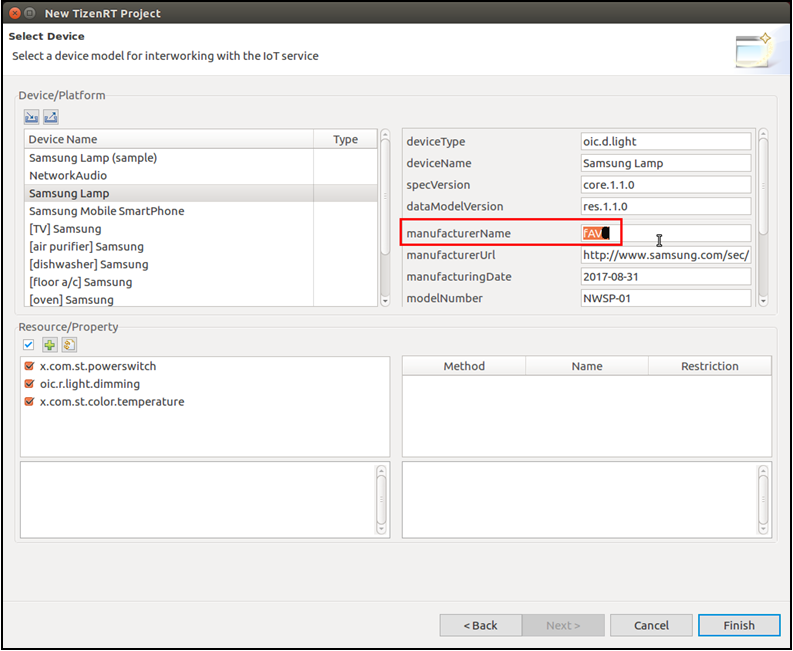 New TizenRT Project
Select Device
Select a device model for interworking with the IoT service
Device/Platform
Device Name Type
Samsung Lamp (sample)
NetworkAudio
Samsung Lamp
Samsung Mobile SmartPhone
[TV] Samsung
[air purifier] Samsung
[dishwasher] Samsung
[floor a/c] Samsung
[oven] Samsung
deviceType oic.d.light
deviceName Samsung Lamp
specVersion core.1.1.0
dataModelVersion res.1.1.0
manufacturerName fAV
manufacturerUrl http://www.samsung.com/sec/
manufacturingDate 2017-08-31
modelNumber NWSP-01
Resource/Property
x.com.st.powerswitch
oic.r.light.dimming
x.com.st.color.temperature
Method Name Restriction
< Back Next > Cancel Finish